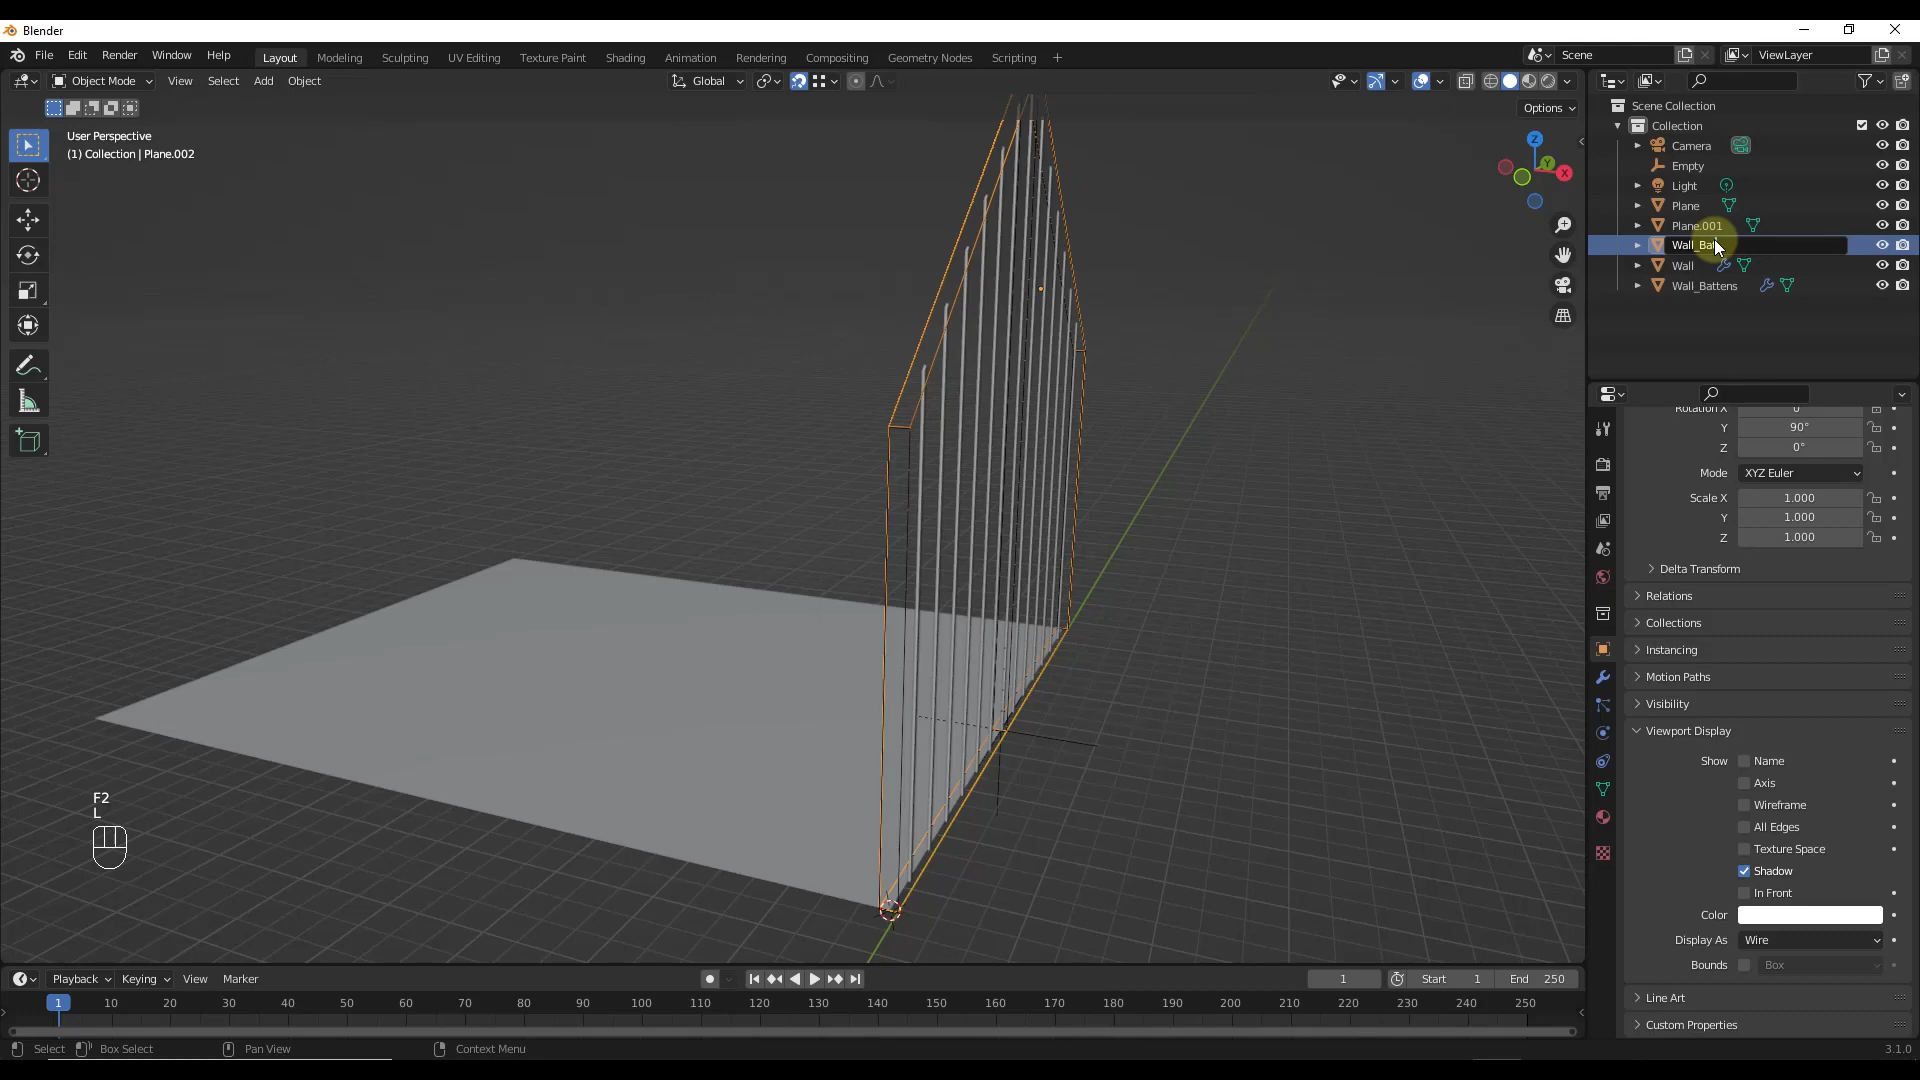 Blender
File Edit Render Window Help Layout Modeling Sculpting UV Editing Texture Paint Shading Animation Rendering Compositing Geometry Nodes Scripting + Scene ViewLayer
Object Mode View Select Add Object Global
Options
User Perspective
(1) Collection | Plane.002
Z
Y
X
Scene Collection
Collection
Camera
Empty
Light
Plane
Plane.001
Wall_Bat
Wall
Wall_Battens
Rotation X 0°
Y 90°
Z 0°
Mode XYZ Euler
Scale X 1.000
Y 1.000
Z 1.000
Delta Transform
Relations
Collections
Instancing
Motion Paths
Visibility
Viewport Display
Show Name
Axis
Wireframe
All Edges
Texture Space
Shadow
In Front
Color
Display As Wire
Bounds Box
Line Art
Custom Properties
F2
L
Playback Keying View Marker 1 Start 1 End 250
1 10 20 30 40 50 60 70 80 90 100 110 120 130 140 150 160 170 180 190 200 210 220 230 240 250
Select Box Select Pan View Context Menu 3.1.0